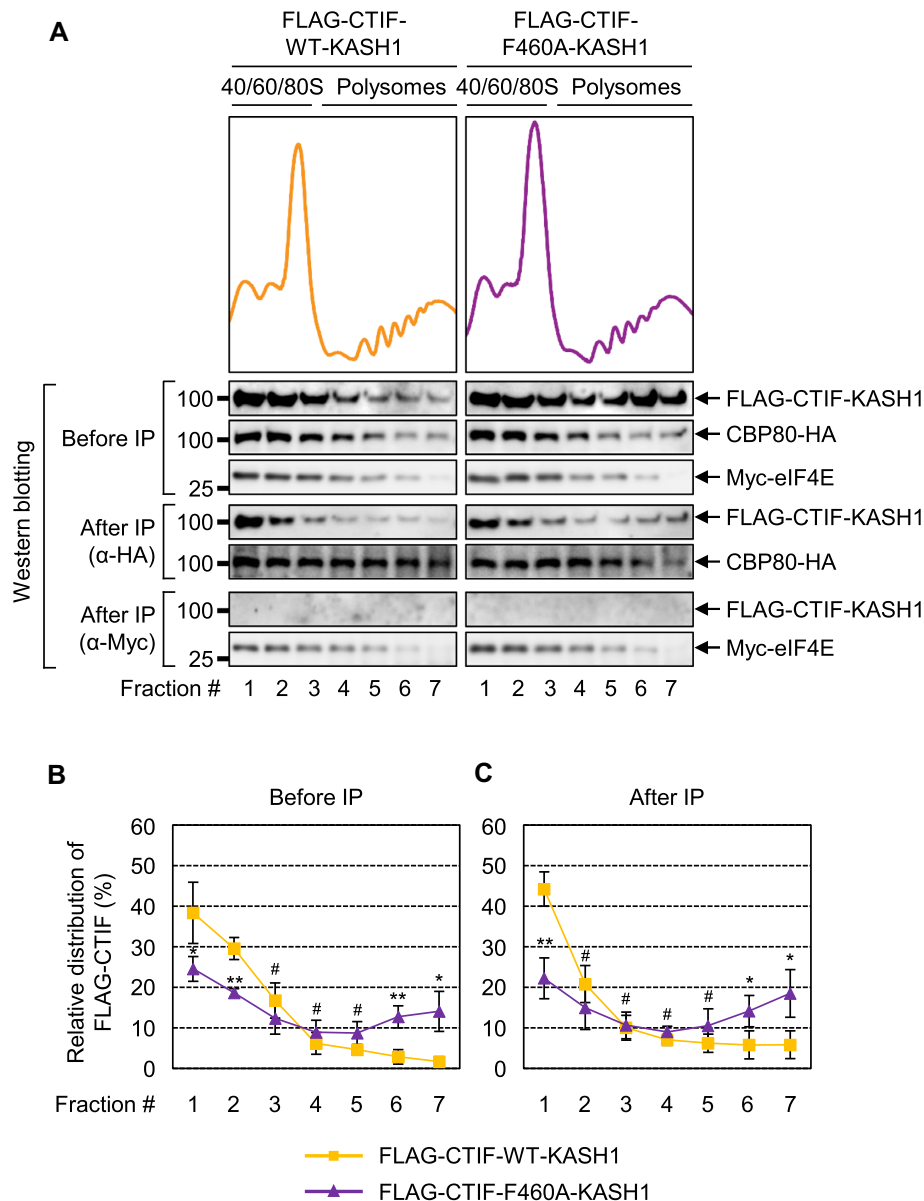 A
FLAG-CTIF-
WT-KASH1
FLAG-CTIF-
F460A-KASH1
40/60/80S Polysomes 40/60/80S Polysomes
Western blotting
Before IP
100
FLAG-CTIF-KASH1
100
CBP80-HA
25
Myc-eIF4E
After IP
(α-HA)
100
FLAG-CTIF-KASH1
100
CBP80-HA
After IP
(α-Myc)
100
FLAG-CTIF-KASH1
25
Myc-eIF4E
Fraction # 1 2 3 4 5 6 7 1 2 3 4 5 6 7
B
Before IP
Relative distribution of
FLAG-CTIF (%)
60
50
40
30
20
10
0
* ** # # # ** *
Fraction # 1 2 3 4 5 6 7
C
After IP
60
50
40
30
20
10
0
** # # # # * *
1 2 3 4 5 6 7
FLAG-CTIF-WT-KASH1
FLAG-CTIF-F460A-KASH1